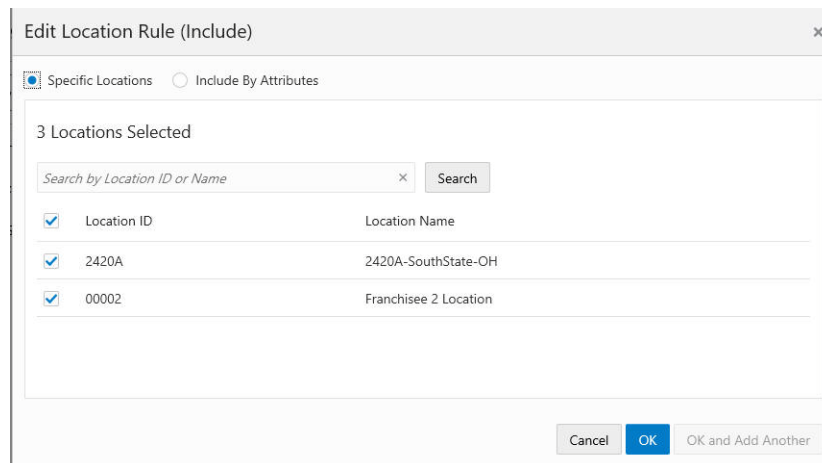 Edit Location Rule (Include)
Specific Locations Include By Attributes
3 Locations Selected
Search by Location ID or Name × Search
Location ID Location Name
2420A 2420A-SouthState-OH
00002 Franchisee 2 Location
Cancel OK OK and Add Another